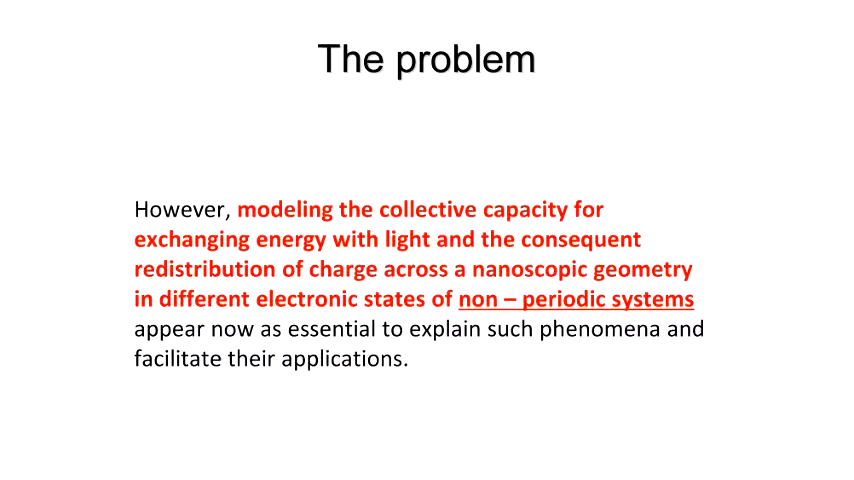 The problem
However, modeling the collective capacity for
exchanging energy with light and the consequent
redistribution of charge across a nanoscopic geometry
in different electronic states of non – periodic systems
appear now as essential to explain such phenomena and
facilitate their applications.